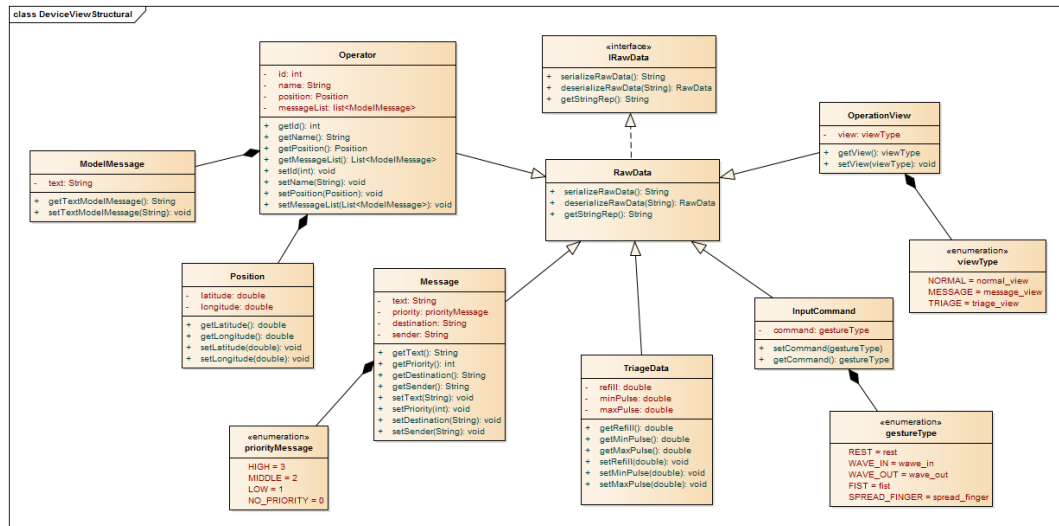 class DeviceViewStructural
Operator
- id: int
- name: String
- position: Position
- messageList: list<ModelMessage>
+ getId(): int
+ getName(): String
+ getPosition(): Position
+ getMessageList(): List<ModelMessage>
+ setId(int): void
+ setName(String): void
+ setPosition(Position): void
+ setMessageList(List<ModelMessage>): void
«interface»
IRawData
+ serializeRawData(): String
+ deserializeRawData(String): RawData
+ getStringRep(): String
OperationView
- view: viewType
+ getView(): viewType
+ setView(viewType): void
ModelMessage
- text: String
+ getTextModelMessage(): String
+ setTextModelMessage(String): void
RawData
+ serializeRawData(): String
+ deserializeRawData(String): RawData
+ getStringRep(): String
«enumeration»
viewType
NORMAL = normal_view
MESSAGE = message_view
TRIAGE = triage_view
Position
- latitude: double
- longitude: double
+ getLatitude(): double
+ getLongitude(): double
+ setLatitude(double): void
+ setLongitude(double): void
Message
- text: String
- priority: priorityMessage
- destination: String
- sender: String
+ getText(): String
+ getPriority(): int
+ getDestination(): String
+ getSender(): String
+ setText(String): void
+ setPriority(int): void
+ setDestination(String): void
+ setSender(String): void
InputCommand
- command: gestureType
+ setCommand(gestureType)
+ getCommand(): gestureType
TriageData
- refill: double
- minPulse: double
- maxPulse: double
+ getRefill(): double
+ getMinPulse(): double
+ getMaxPulse(): double
+ setRefill(double): void
+ setMinPulse(double): void
+ setMaxPulse(double): void
«enumeration»
priorityMessage
HIGH = 3
MIDDLE = 2
LOW = 1
NO_PRIORITY = 0
«enumeration»
gestureType
REST = rest
WAVE_IN = wawe_in
WAVE_OUT = wave_out
FIST = fist
SPREAD_FINGER = spread_finger